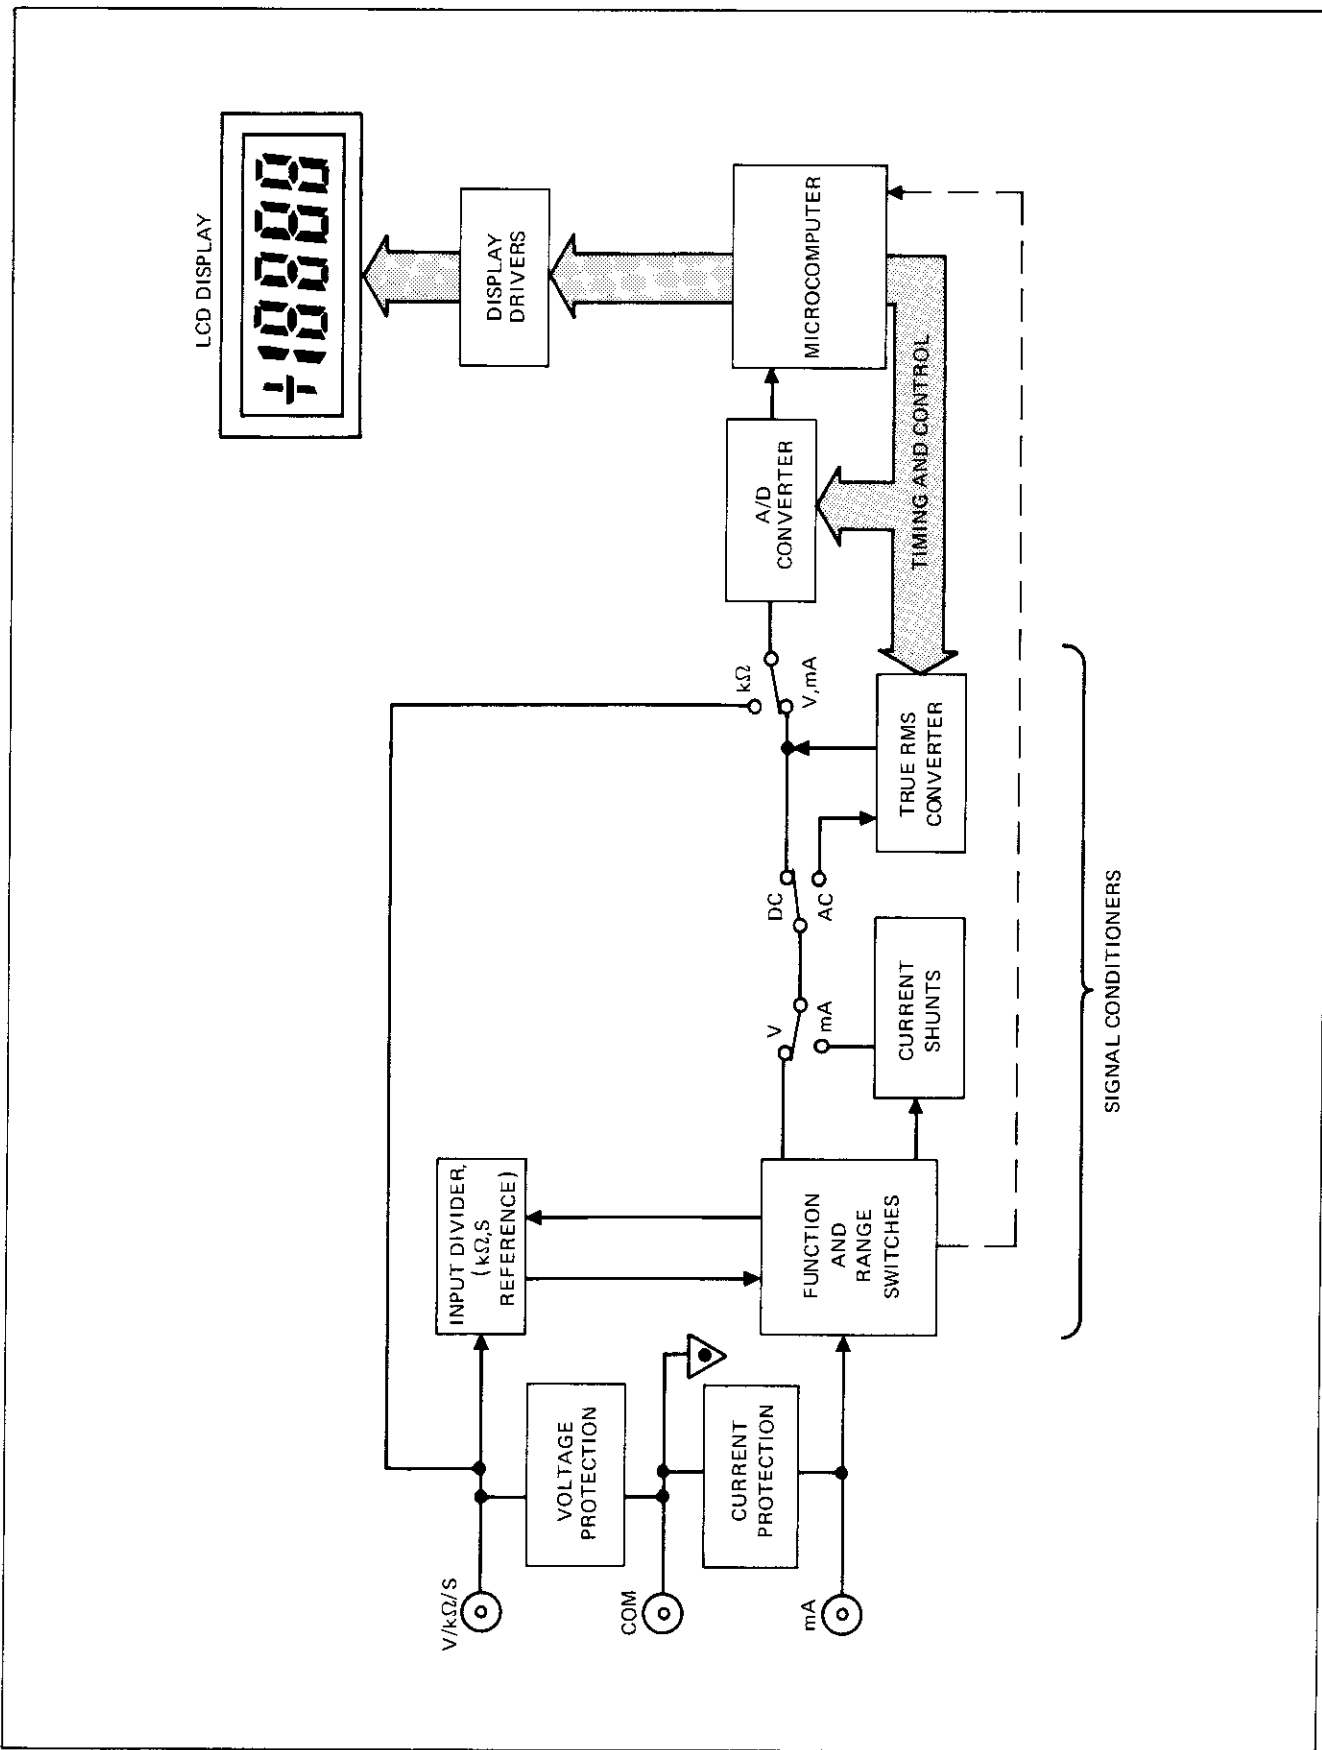 LCD DISPLAY
±18888
DISPLAY
DRIVERS
MICROCOMPUTER
A/D
CONVERTER
TIMING AND CONTROL
kΩ
V,mA
TRUE RMS
CONVERTER
DC
AC
V
mA
CURRENT
SHUNTS
INPUT DIVIDER,
(kΩ,S
REFERENCE)
FUNCTION
AND
RANGE
SWITCHES
VOLTAGE
PROTECTION
CURRENT
PROTECTION
V/kΩ/S
COM
mA
SIGNAL CONDITIONERS